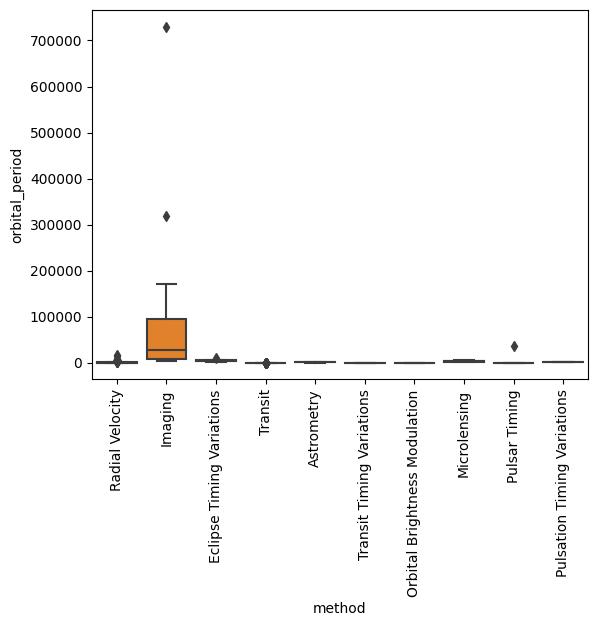 700000
600000
500000
400000
300000
200000
100000
0
orbital_period
Radial Velocity
Imaging
Eclipse Timing Variations
Transit
Astrometry
Transit Timing Variations
Orbital Brightness Modulation
Microlensing
Pulsar Timing
Pulsation Timing Variations
method